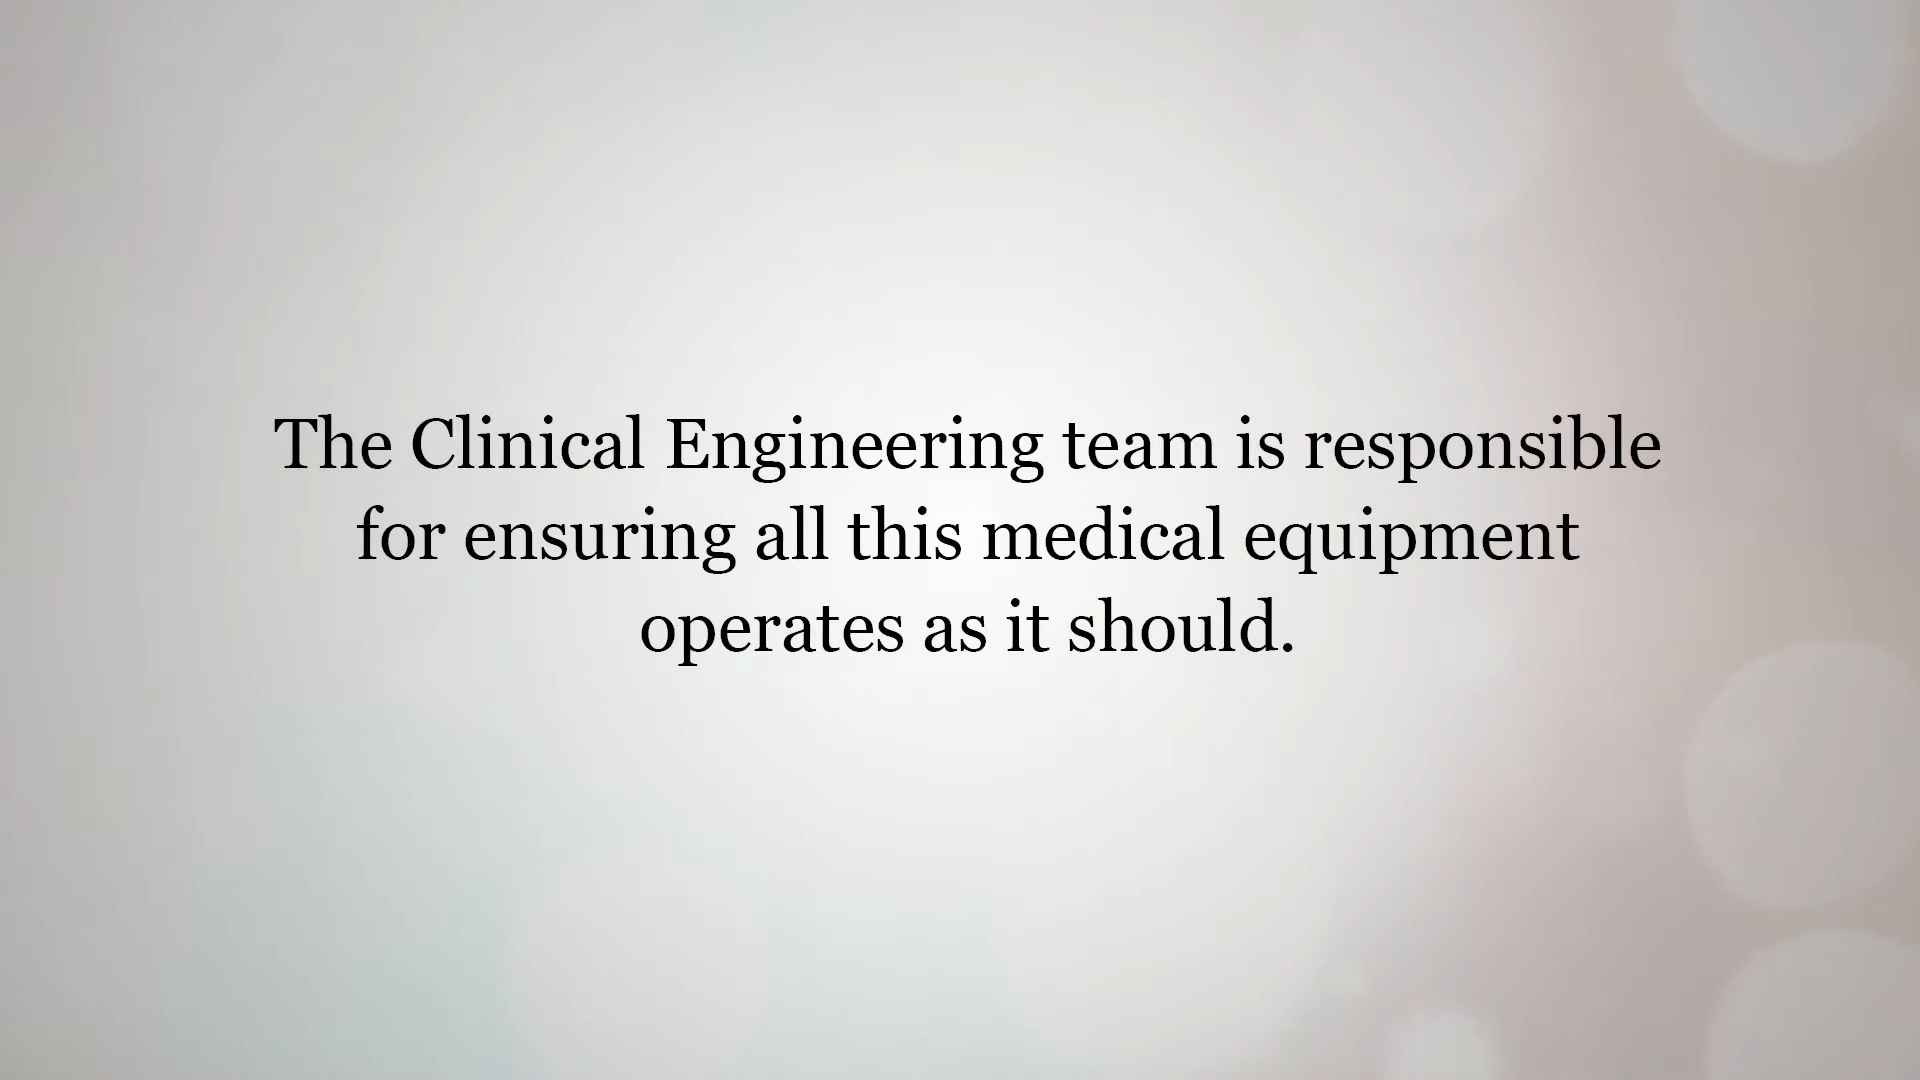 The Clinical Engineering team is responsible
for ensuring all this medical equipment
operates as it should.